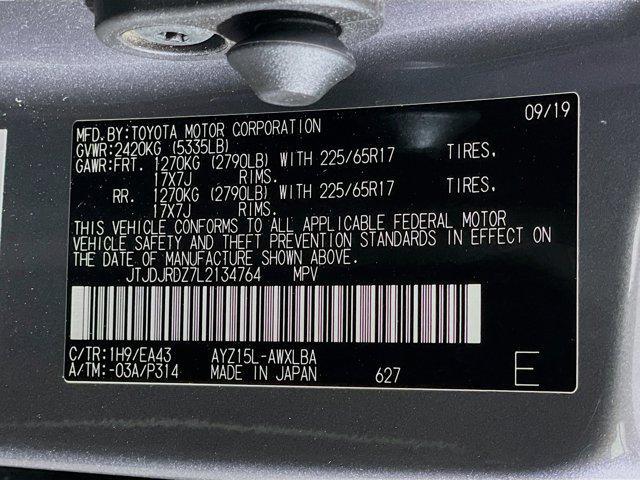 09/19
MFD.BY:TOYOTA MOTOR CORPORATION
GVWR:2420KG (5335LB)
GAWR:FRT. 1270KG (2790LB) WITH 225/65R17 TIRES,
17X7J RIMS.
RR. 1270KG (2790LB) WITH 225/65R17 TIRES,
17X7J RIMS.
THIS VEHICLE CONFORMS TO ALL APPLICABLE FEDERAL MOTOR
VEHICLE SAFETY AND THEFT PREVENTION STANDARDS IN EFFECT ON
THE DATE OF MANUFACTURE SHOWN ABOVE.
JTJDJRDZ7L2134764 MPV
C/TR:1H9/EA43 AYZ15L-AWXLBA
A/TM:-03A/P314 MADE IN JAPAN 627 E